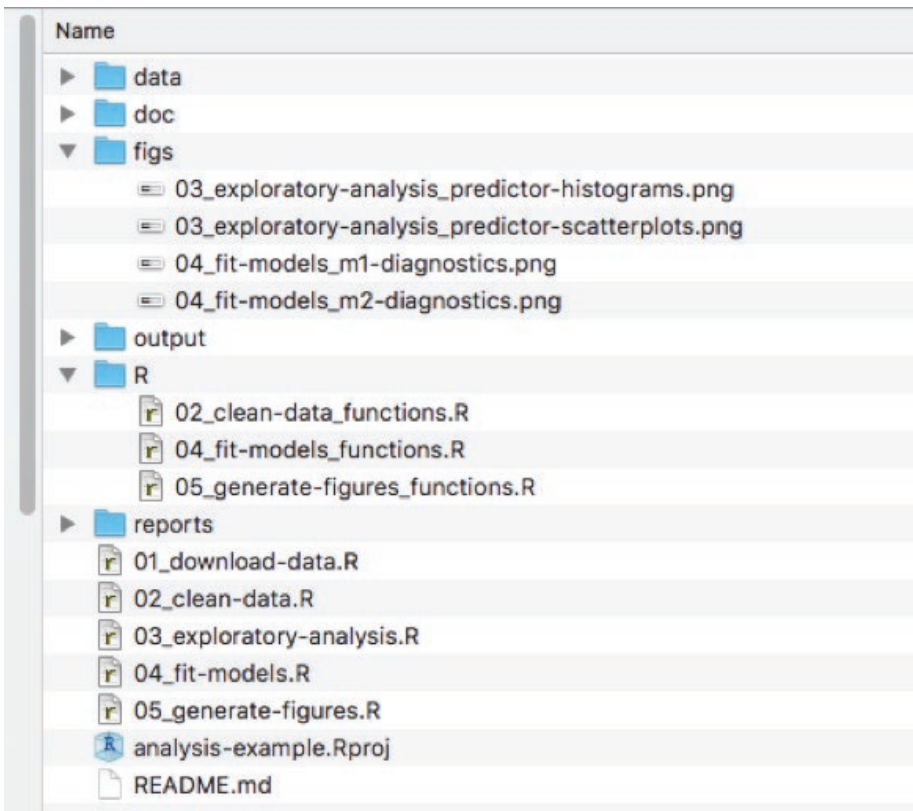 Name
data
doc
figs
03_exploratory-analysis_predictor-histograms.png
03_exploratory-analysis_predictor-scatterplots.png
04_fit-models_m1-diagnostics.png
04_fit-models_m2-diagnostics.png
output
R
02_clean-data_functions.R
04_fit-models_functions.R
05_generate-figures_functions.R
reports
01_download-data.R
02_clean-data.R
03_exploratory-analysis.R
04_fit-models.R
05_generate-figures.R
analysis-example.Rproj
README.md